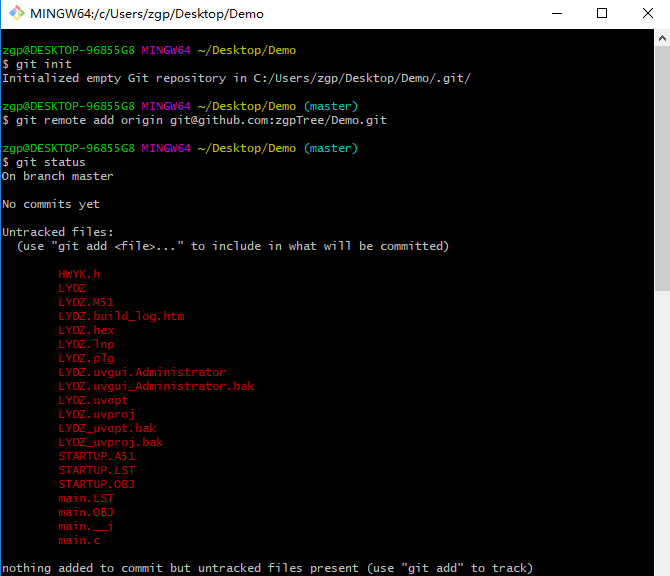 MINGW64:/c/Users/zgp/Desktop/Demo
zgp@DESKTOP-96855G8 MINGW64 ~/Desktop/Demo
$ git init
Initialized empty Git repository in C:/Users/zgp/Desktop/Demo/.git/
zgp@DESKTOP-96855G8 MINGW64 ~/Desktop/Demo (master)
$ git remote add origin git@github.com:zgpTree/Demo.git
zgp@DESKTOP-96855G8 MINGW64 ~/Desktop/Demo (master)
$ git status
On branch master
No commits yet
Untracked files:
(use "git add <file>..." to include in what will be committed)
HWYK.h
LYDZ
LYDZ.M51
LYDZ.build_log.htm
LYDZ.hex
LYDZ.lnp
LYDZ.plg
LYDZ.uvgui.Administrator
LYDZ.uvgui_Administrator.bak
LYDZ.uvopt
LYDZ.uvproj
LYDZ_uvopt.bak
LYDZ_uvproj.bak
STARTUP.A51
STARTUP.LST
STARTUP.OBJ
main.LST
main.OBJ
main.__i
main.c
nothing added to commit but untracked files present (use "git add" to track)